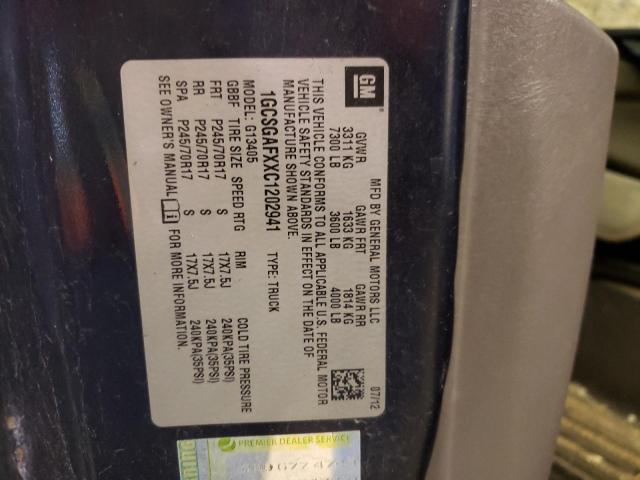 GM
MFD BY GENERAL MOTORS LLC 07/12
GVWR GAWR FRT GAWR RR
3311 KG 1633 KG 1814 KG
7300 LB 3600 LB 4000 LB
THIS VEHICLE CONFORMS TO ALL APPLICABLE U.S. FEDERAL MOTOR
VEHICLE SAFETY STANDARDS IN EFFECT ON THE DATE OF
MANUFACTURE SHOWN ABOVE.
1GCSGAFXXC1202941 TYPE: TRUCK
MODEL: G13405
GBBF TIRE SIZE SPEED RTG RIM COLD TIRE PRESSURE
FRT P245/70R17 S 17X7.5J 240KPA(35PSI)
RR P245/70R17 S 17X7.5J 240KPA(35PSI)
SPA P245/70R17 S 17X7.5J 240KPA(35PSI)
SEE OWNER'S MANUAL FOR MORE INFORMATION.
PREMIER DEALER SERVICE